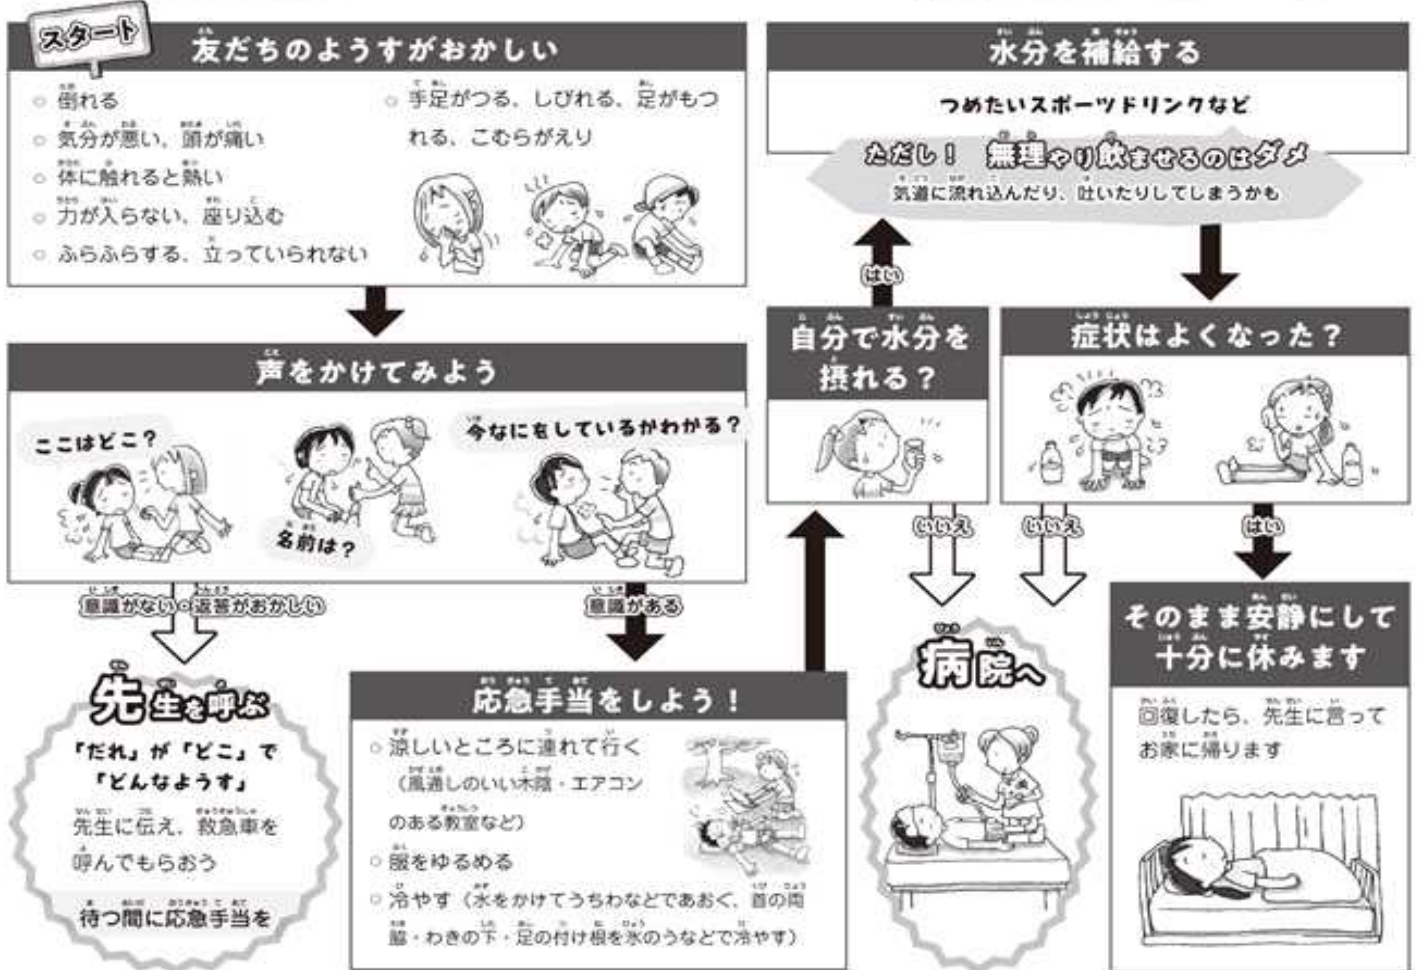 スタート
友だちのようすがおかしい
○ 倒れる
○ 気分が悪い、頭が痛い
○ 体に触れると熱い
○ 力が入らない、座り込む
○ ふらふらする、立っていられない
○ 手足がつる、しびれる、足がもつ
れる、こむらがえり
声をかけてみよう
ここはどこ?
名前は?
今なにをしているかわかる?
意識がない・返答がおかしい
意識がある
先生を呼ぶ
「だれ」が「どこ」で
「どんなようす」
先生に伝え、救急車を
呼んでもらおう
待つ間に応急手当を
応急手当をしよう!
○ 涼しいところに連れて行く
(風通しのいい木陰・エアコン
のある教室など)
○ 服をゆるめる
○ 冷やす(水をかけてうちわなどであおぐ、首の両
脇・わきの下・足の付け根を氷のうなどで冷やす)
自分で水分を
摂れる?
はい
いいえ
水分を補給する
つめたいスポーツドリンクなど
ただし! 無理やり飲ませるのはダメ
気道に流れ込んだり、吐いたりしてしまうかも
症状はよくなった?
いいえ
はい
病院へ
そのまま安静にして
十分に休みます
回復したら、先生に言って
お家に帰ります